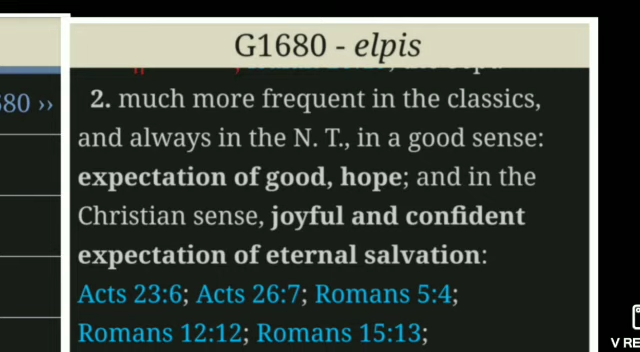 G1680 - elpis
680 ››
2. much more frequent in the classics,
and always in the N. T., in a good sense:
expectation of good, hope; and in the
Christian sense, joyful and confident
expectation of eternal salvation:
Acts 23:6; Acts 26:7; Romans 5:4;
Romans 12:12; Romans 15:13;
V RE